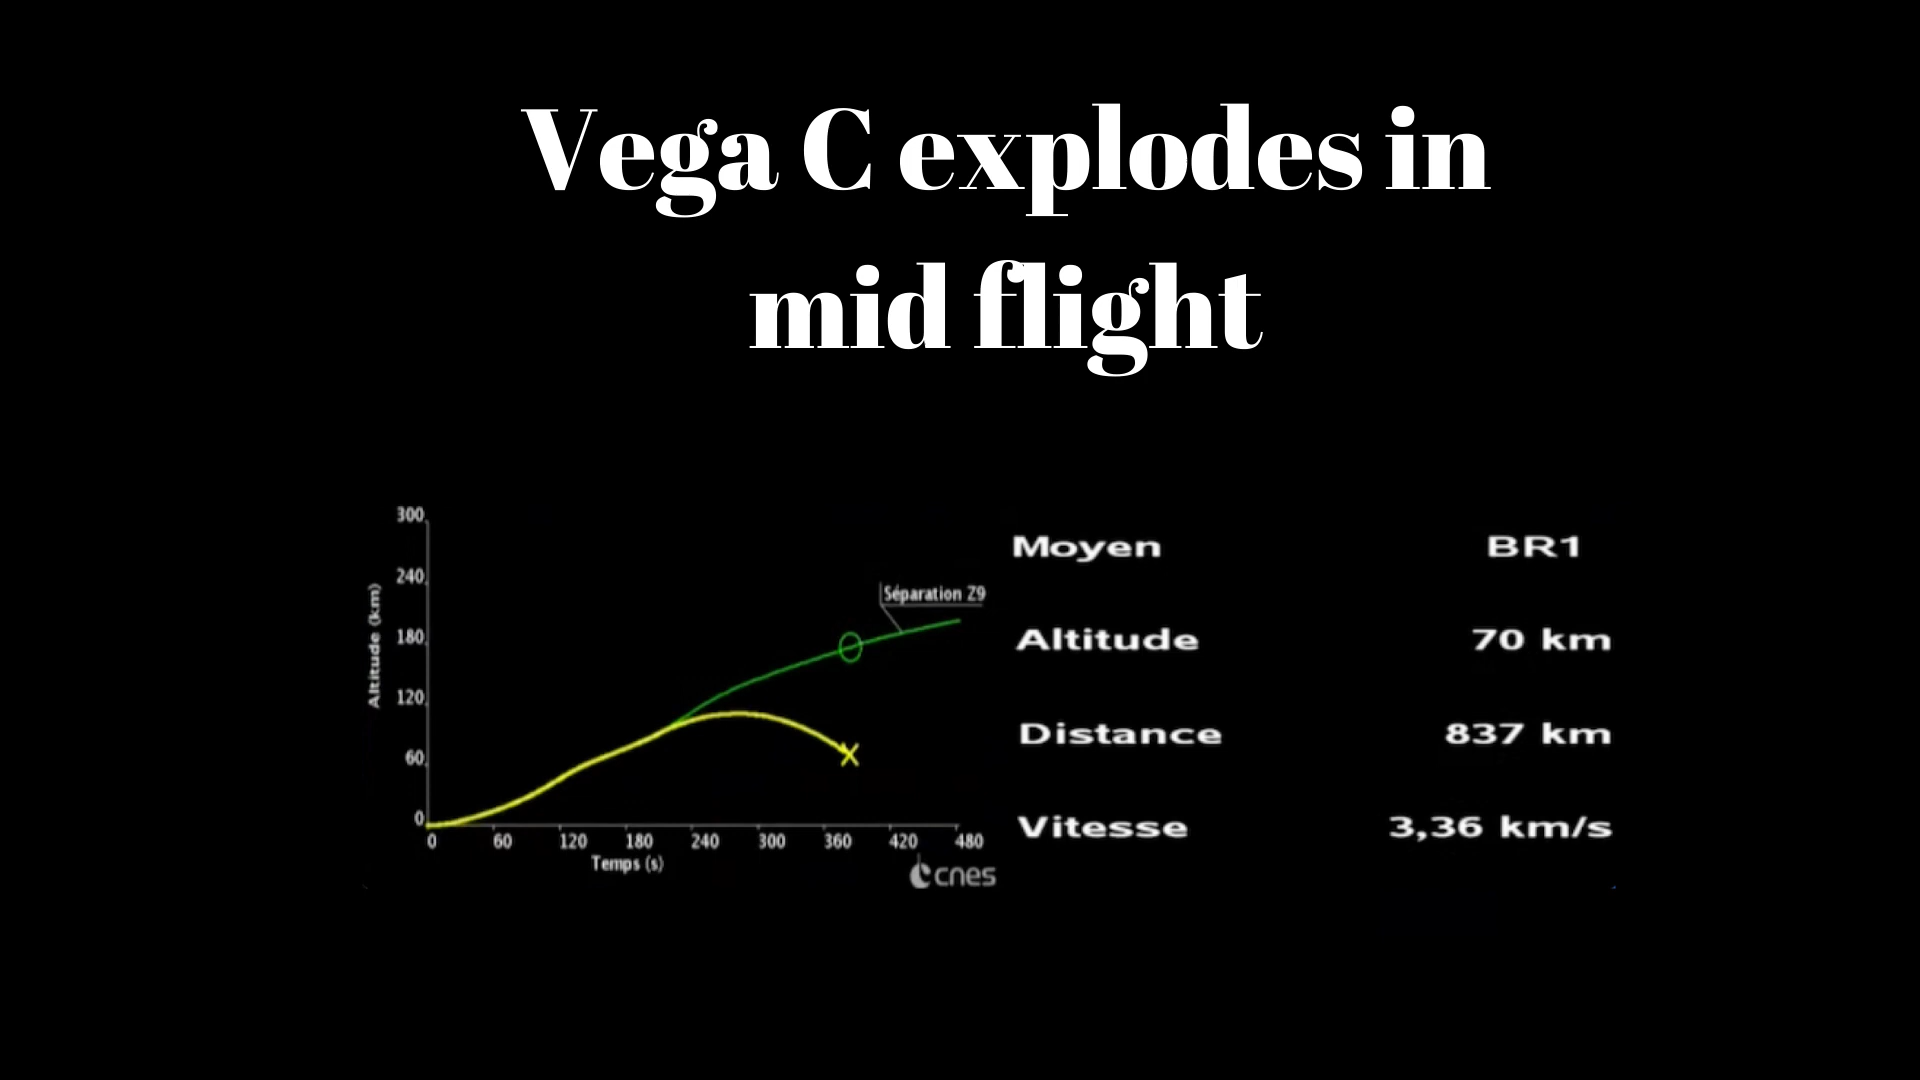 Vega C explodes in
mid flight
300
240
180
120
60
0
Altitude (km)
Séparation Z9
0 60 120 180 240 300 360 420 480
Temps (s)
cnes
Moyen BR1
Altitude 70 km
Distance 837 km
Vitesse 3,36 km/s